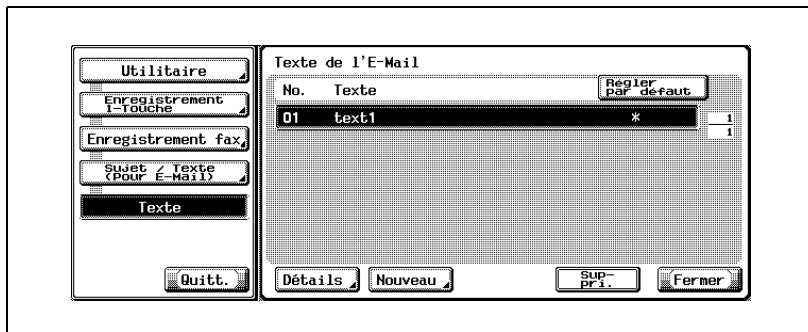 Utilitaire
Enregistrement
1-Touche
Enregistrement fax
Sujet / Texte
(Pour E-Mail)
Texte
Quitt.
Texte de l'E-Mail
No. Texte
Régler
par défaut
01 text1 *
1
1
Détails
Nouveau
Sup-
pri.
Fermer